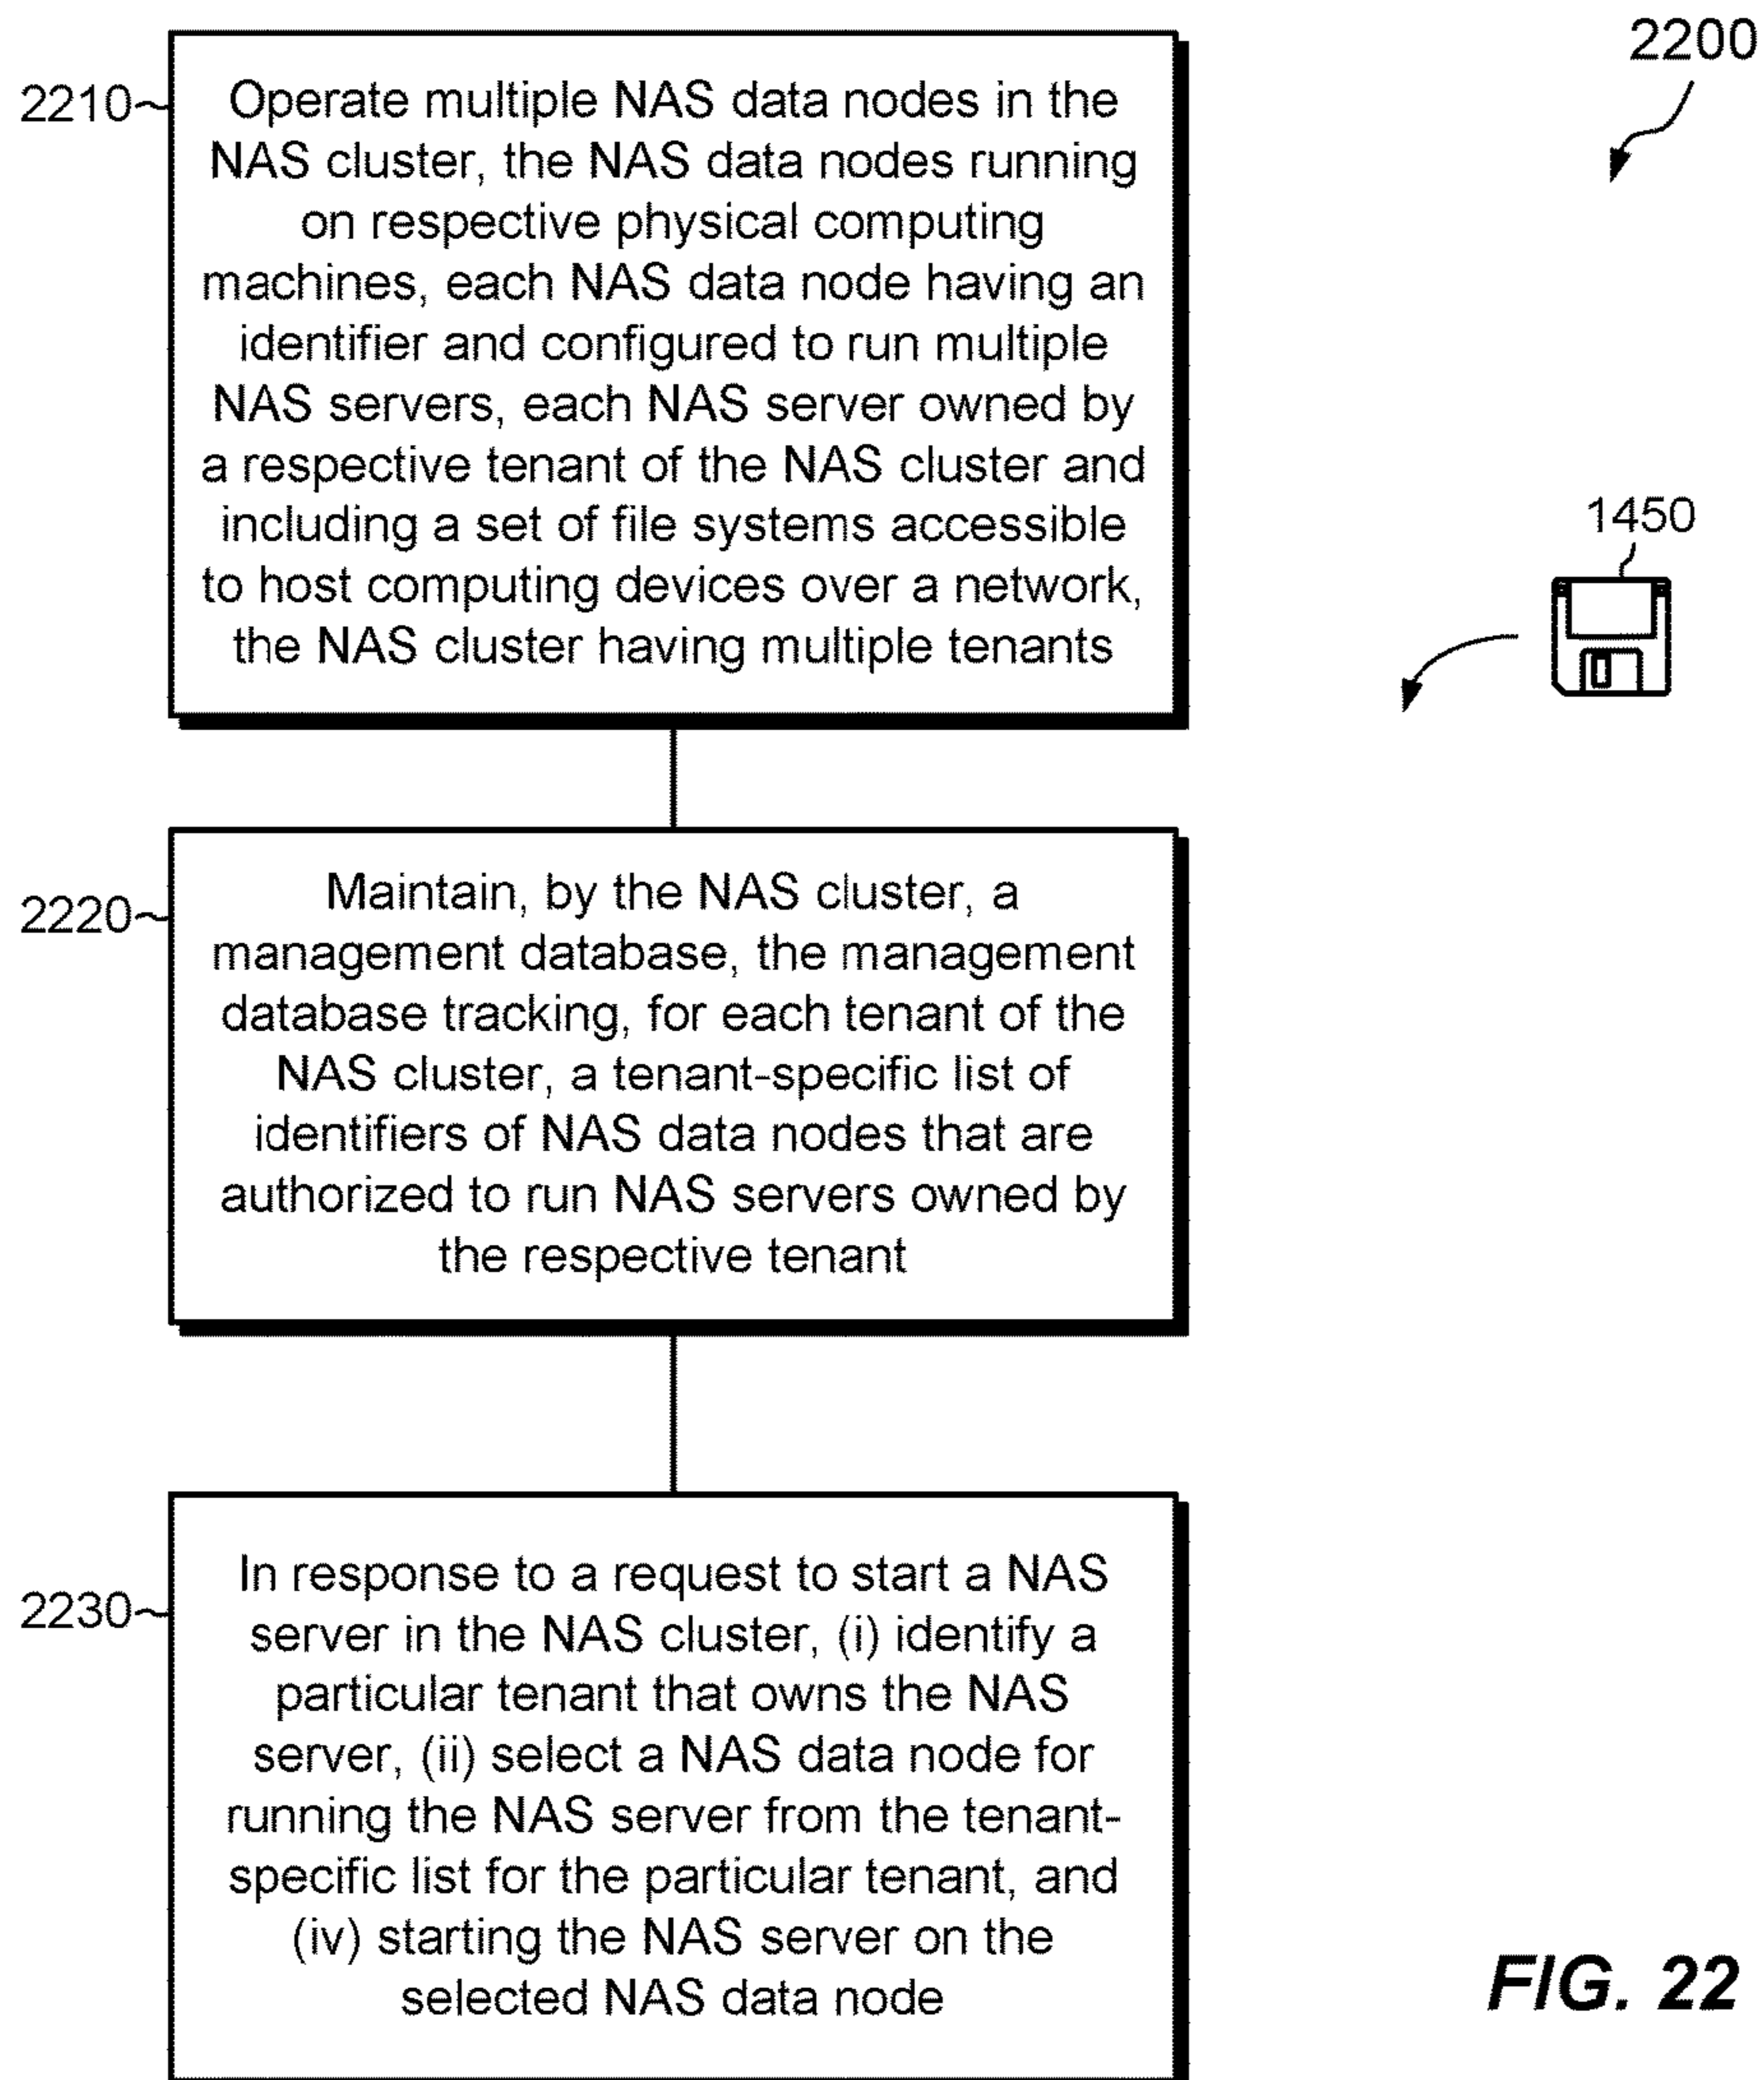 2200
2210
Operate multiple NAS data nodes in the
NAS cluster, the NAS data nodes running
on respective physical computing
machines, each NAS data node having an
identifier and configured to run multiple
NAS servers, each NAS server owned by
a respective tenant of the NAS cluster and
including a set of file systems accessible
to host computing devices over a network,
the NAS cluster having multiple tenants
1450
2220
Maintain, by the NAS cluster, a
management database, the management
database tracking, for each tenant of the
NAS cluster, a tenant-specific list of
identifiers of NAS data nodes that are
authorized to run NAS servers owned by
the respective tenant
2230
In response to a request to start a NAS
server in the NAS cluster, (i) identify a
particular tenant that owns the NAS
server, (ii) select a NAS data node for
running the NAS server from the tenant-
specific list for the particular tenant, and
(iv) starting the NAS server on the
selected NAS data node
FIG. 22